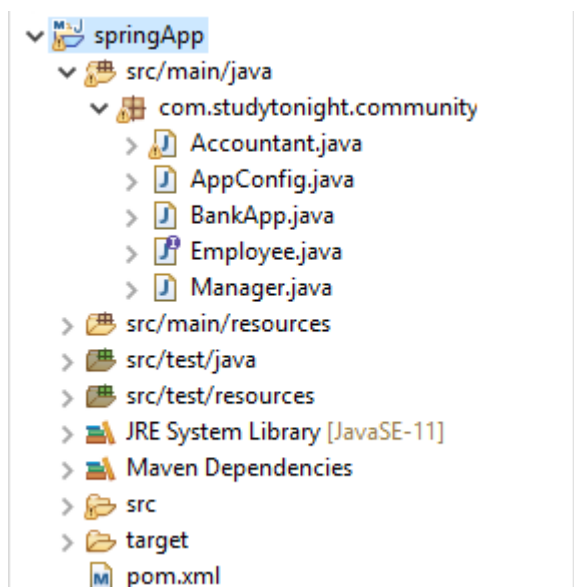 springApp
src/main/java
com.studytonight.community
Accountant.java
AppConfig.java
BankApp.java
Employee.java
Manager.java
src/main/resources
src/test/java
src/test/resources
JRE System Library [JavaSE-11]
Maven Dependencies
src
target
pom.xml